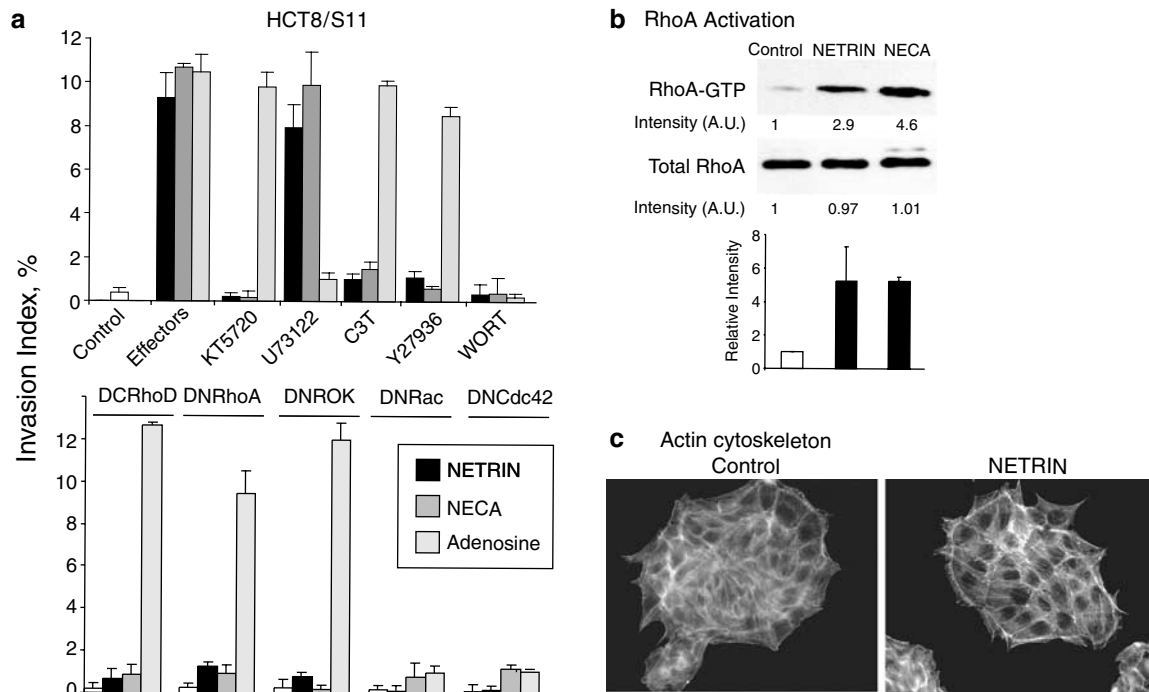 a
HCT8/S11
Invasion Index, %
12
10
8
6
4
2
0
Control
Effectors
KT5720
U73122
C3T
Y27936
WORT
DCRhoD DNRhoA DNROK DNRac DNCdc42
12
10
8
6
4
2
0
NETRIN
NECA
Adenosine
b RhoA Activation
Control NETRIN NECA
RhoA-GTP
Intensity (A.U.) 1 2.9 4.6
Total RhoA
Intensity (A.U.) 1 0.97 1.01
Relative Intensity
8
6
4
2
0
c Actin cytoskeleton
Control NETRIN